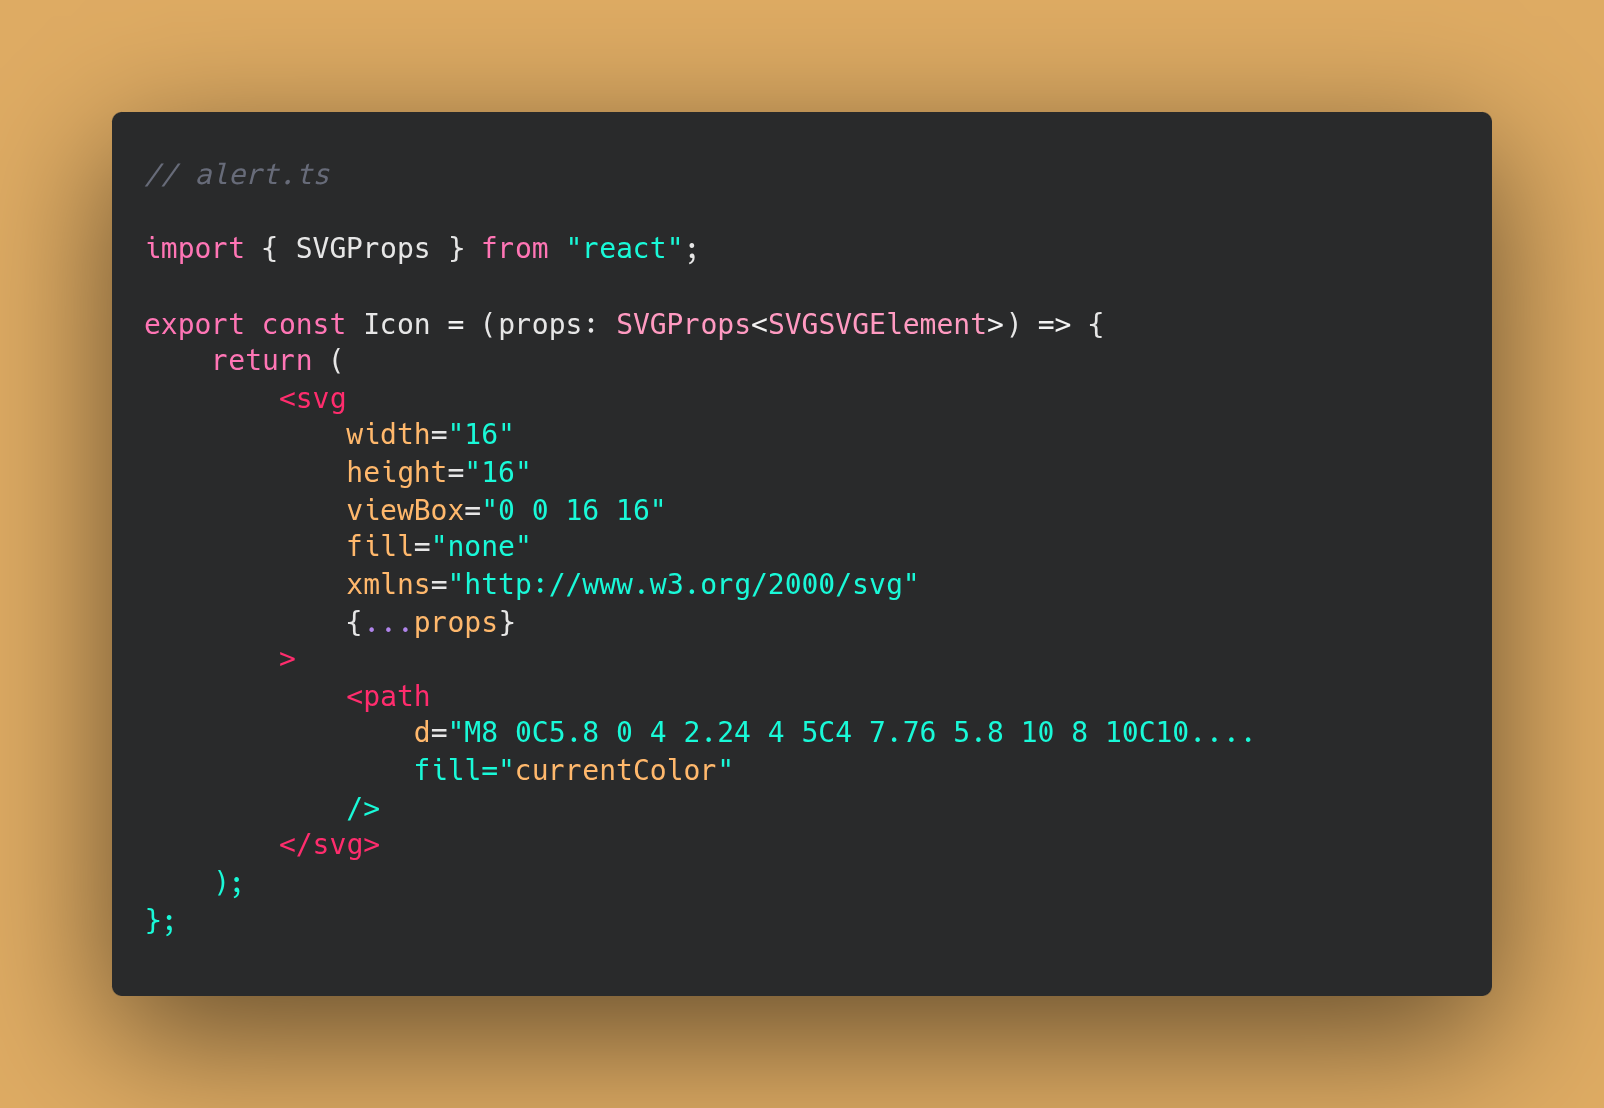 // alert.ts
import { SVGProps } from "react";
export const Icon = (props: SVGProps<SVGSVGElement>) => {
    return (
        <svg
            width="16"
            height="16"
            viewBox="0 0 16 16"
            fill="none"
            xmlns="http://www.w3.org/2000/svg"
            {...props}
        >
            <path
                d="M8 0C5.8 0 4 2.24 4 5C4 7.76 5.8 10 8 10C10....
                fill="currentColor"
            />
        </svg>
    );
};